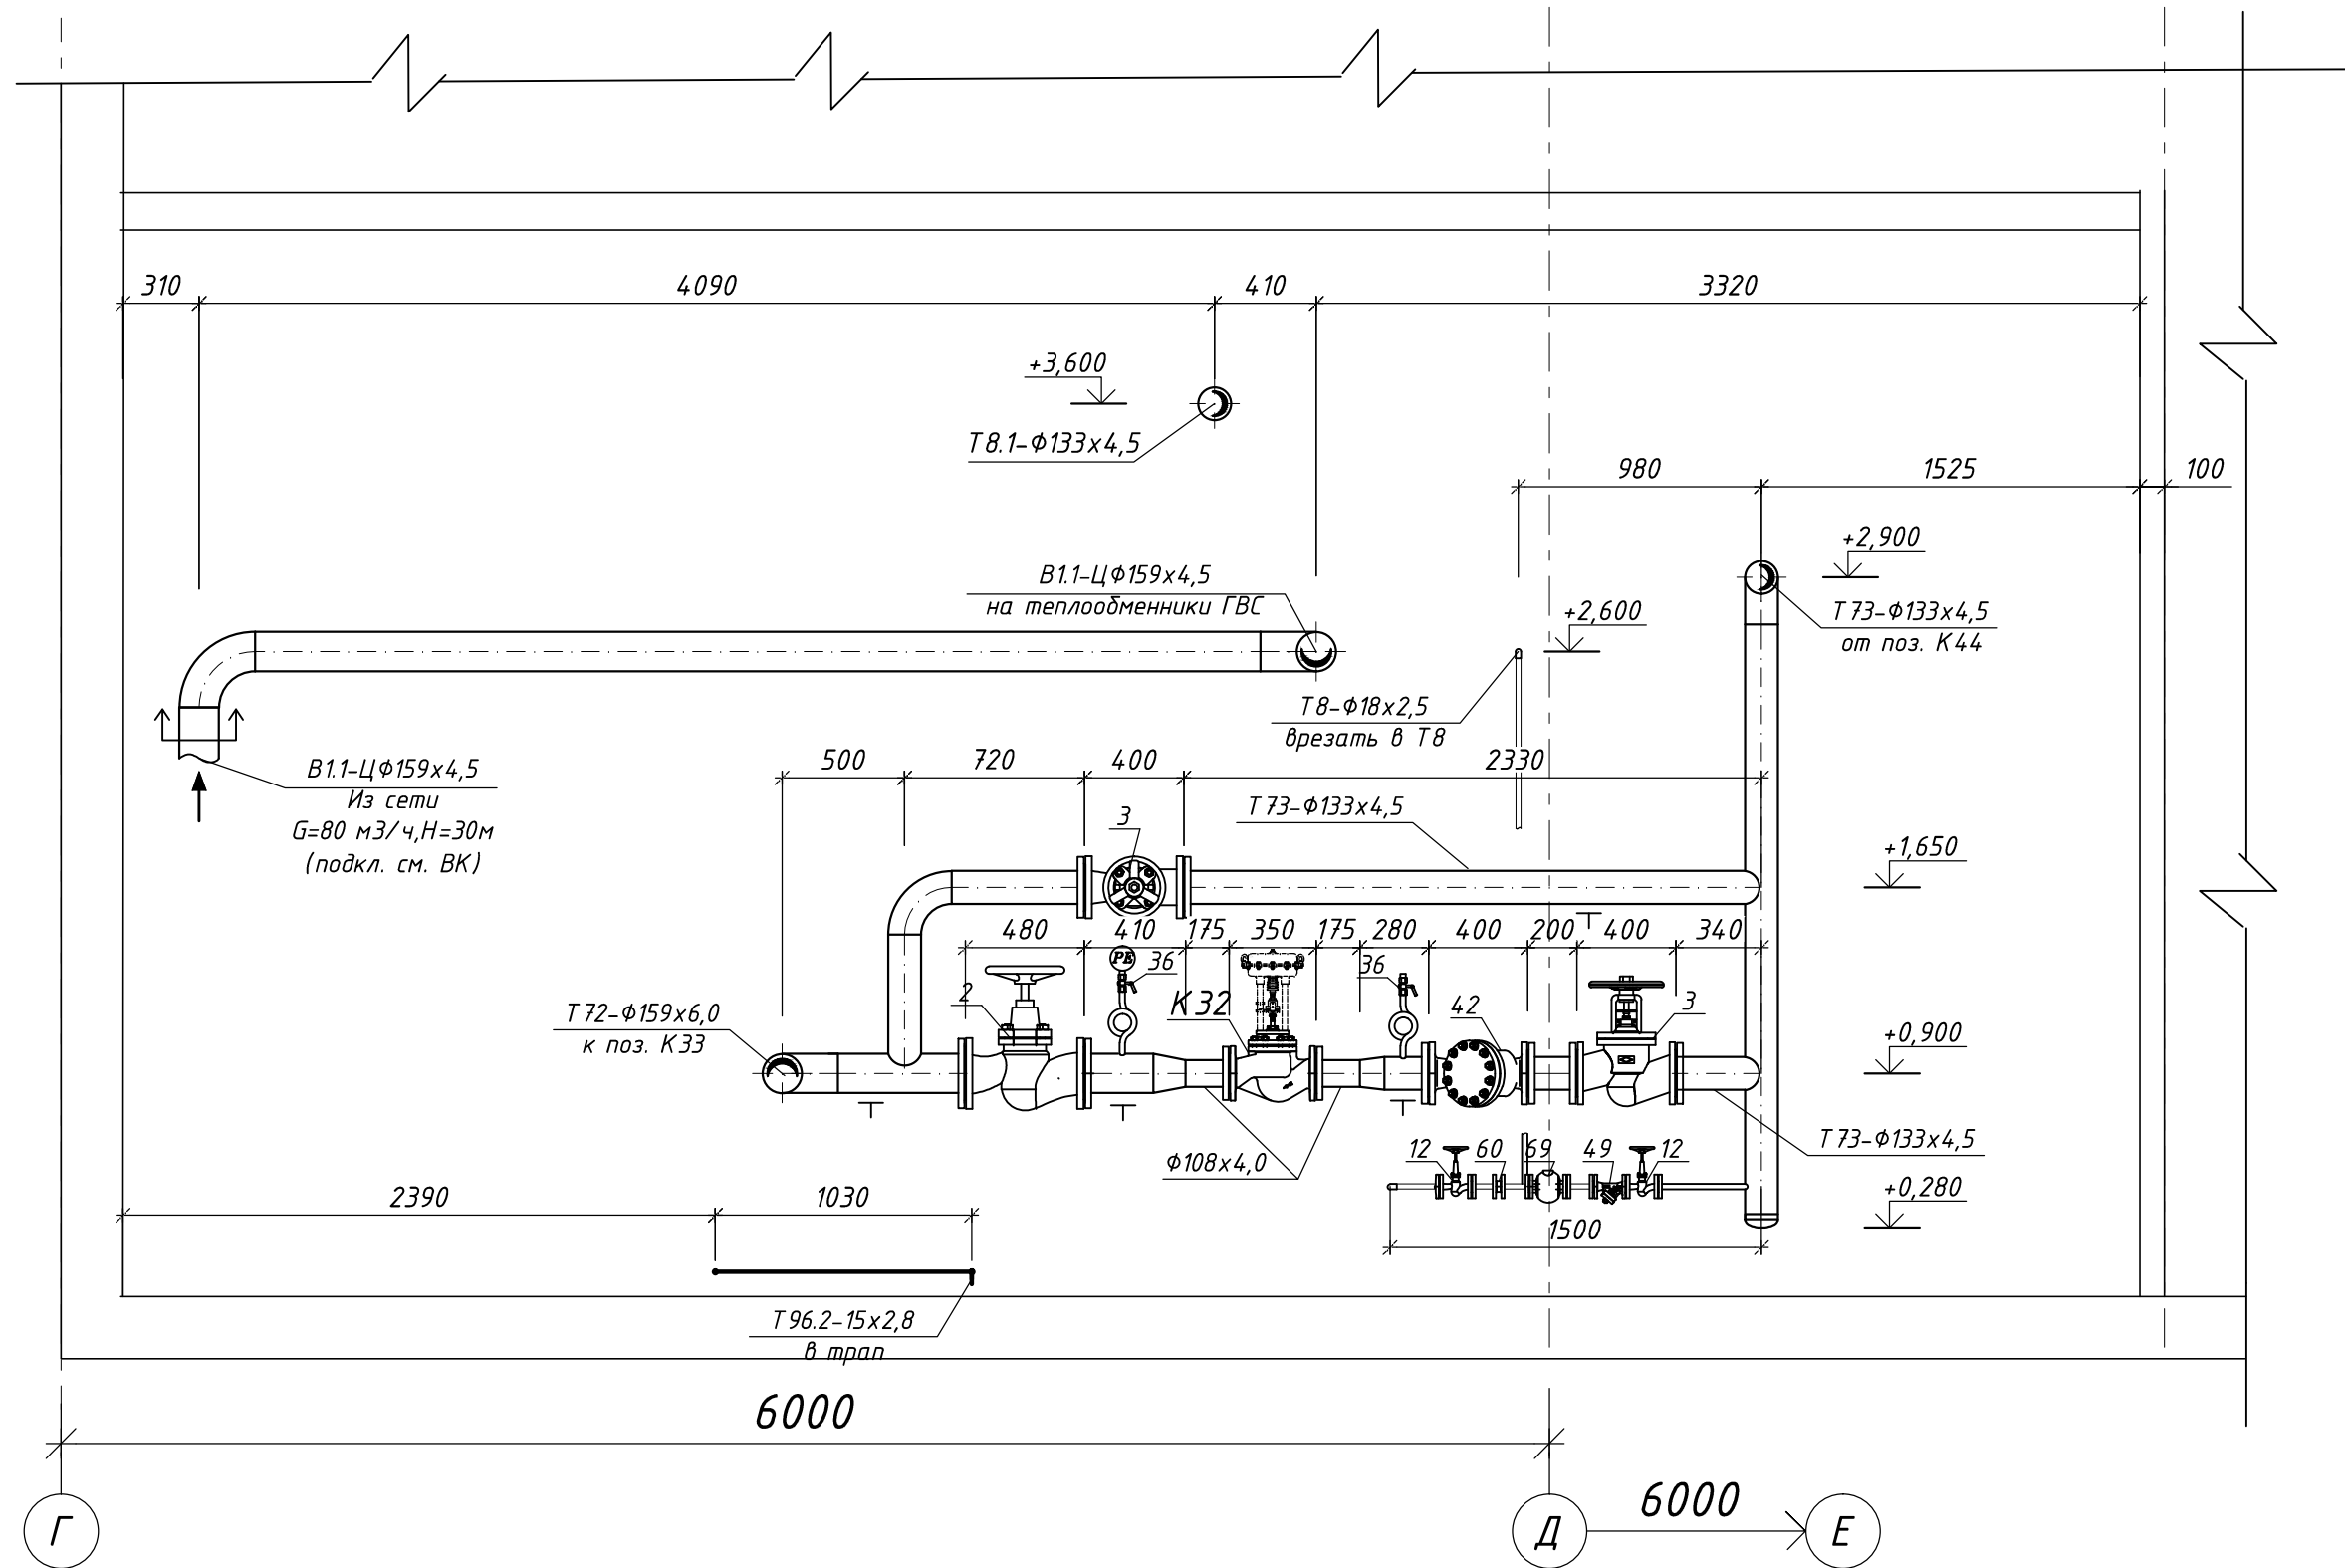 310
4090
410
3320
+3,600
Т8.1-Ф133х4,5
980
1525
100
+2,900
Т73-Ф133х4,5
от поз. К44
В1.1-ЦФ159х4,5
на теплообменники ГВС
+2,600
Т8-Ф18х2,5
врезать в Т8
В1.1-ЦФ159х4,5
Из сети
G=80 м3/ч,Н=30м
(подкл. см. ВК)
500
720
400
2330
3
Т73-Ф133х4,5
+1,650
480
410
175
350
175
280
400
200
400
340
PE
36
36
2
К32
42
3
Т72-Ф159х6,0
к поз. К33
+0,900
Ф108х4,0
12
60
69
49
12
Т73-Ф133х4,5
+0,280
2390
1030
1500
Т96.2-15х2,8
в трап
6000
6000
Г
Д
Е